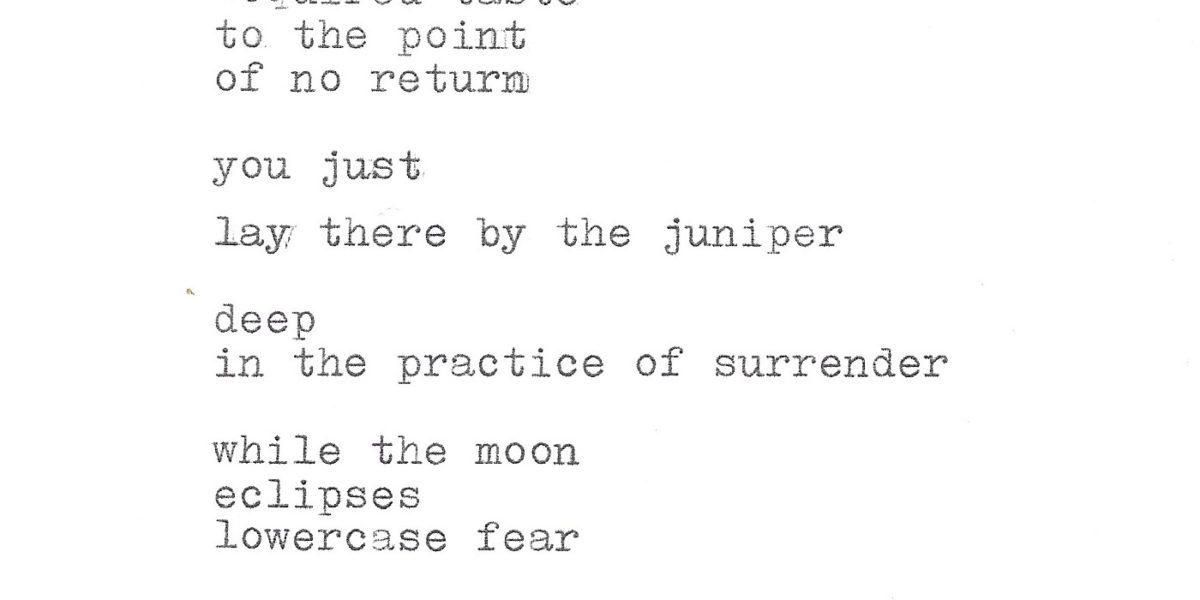 to the point
of no return
you just
lay there by the juniper
deep
in the practice of surrender
while the moon
eclipses
lowercase fear